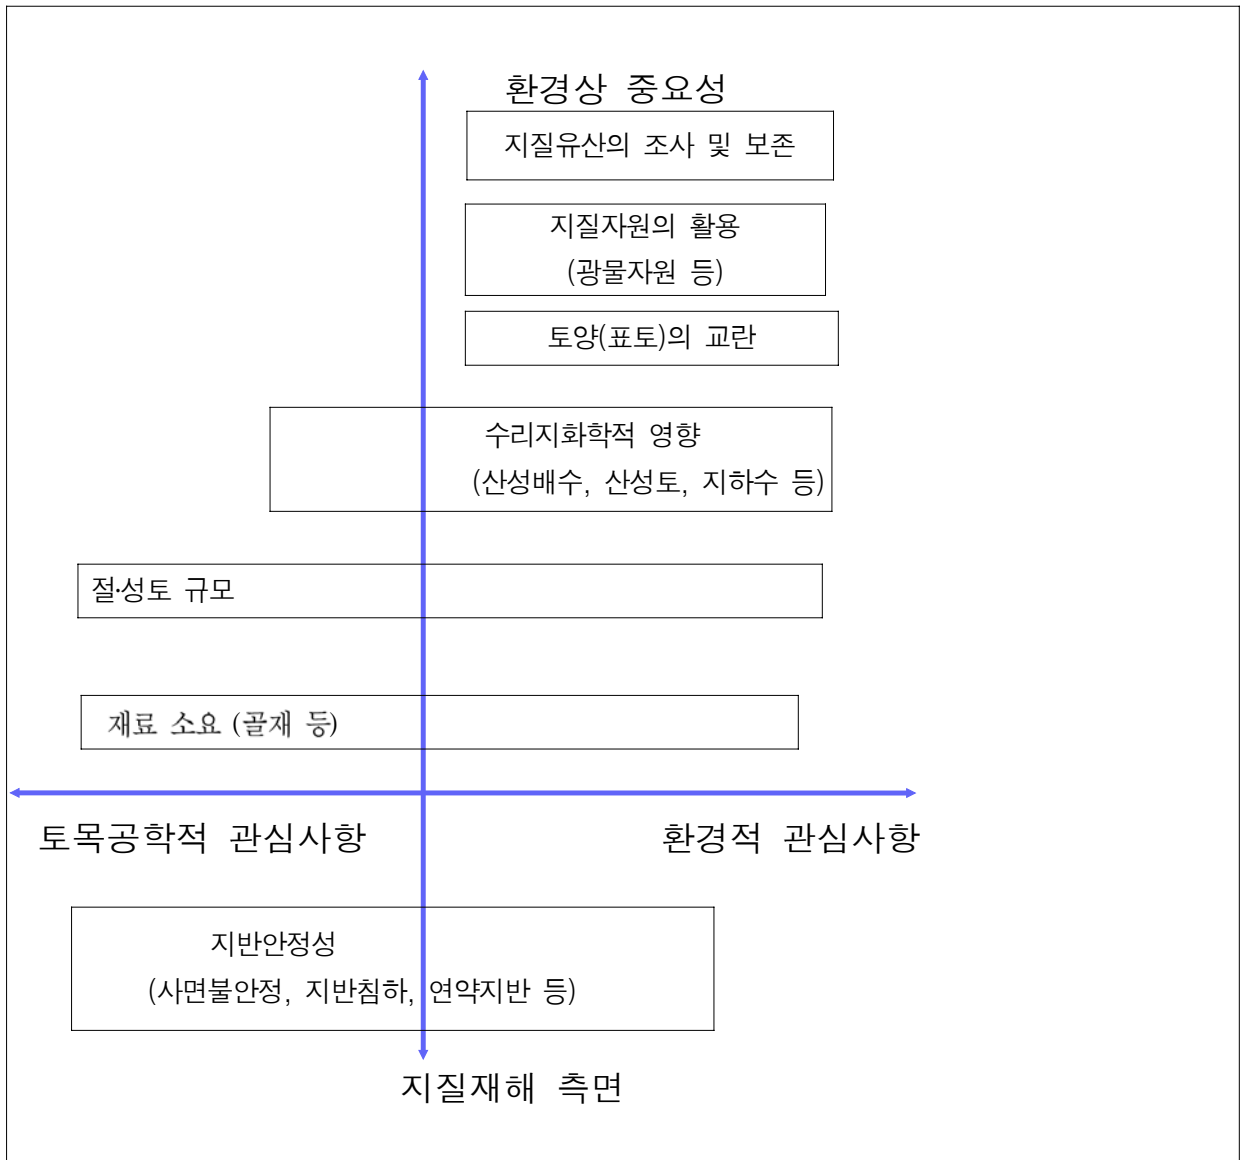 환경상 중요성
지질유산의 조사 및 보존
지질자원의 활용
(광물자원 등)
토양(표토)의 교란
수리지화학적 영향
(산성배수, 산성토, 지하수 등)
절·성토 규모
재료 소요 (골재 등)
토목공학적 관심사항
환경적 관심사항
지반안정성
(사면불안정, 지반침하, 연약지반 등)
지질재해 측면